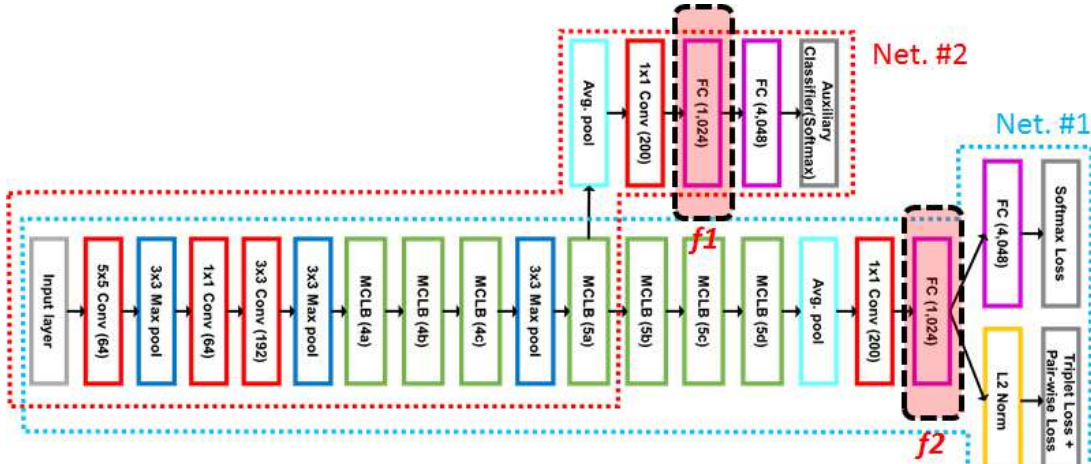 Net. #2
Avg. pool
1x1 Conv (200)
FC (1,024)
FC (4,048)
Auxiliary
Classifier(Softmax)
f1
Net. #1
Input layer
5x5 Conv (64)
3x3 Max pool
1x1 Conv (64)
3x3 Conv (192)
3x3 Max pool
MCLB (4a)
MCLB (4b)
MCLB (4c)
3x3 Max pool
MCLB (5a)
MCLB (5b)
MCLB (5c)
MCLB (5d)
Avg. pool
1x1 Conv (200)
FC (1,024)
f2
FC (4,048)
Softmax Loss
L2 Norm
Triplet Loss +
Pair-wise Loss